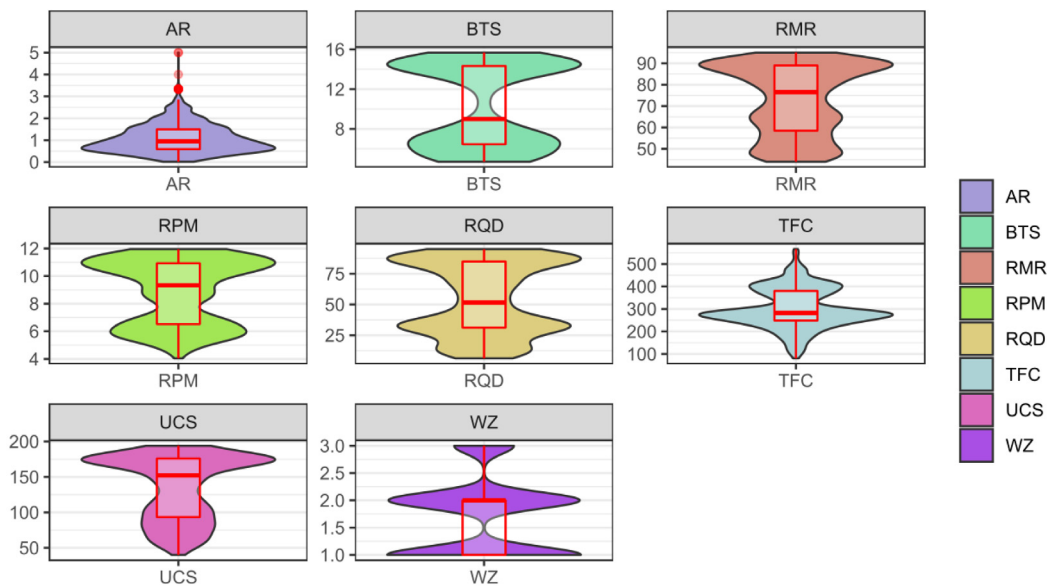 AR
BTS
RMR
5
4
3
2
1
0
16
12
8
90
80
70
60
50
AR
BTS
RMR
RPM
RQD
TFC
12
10
8
6
4
75
50
25
500
400
300
200
100
RPM
RQD
TFC
UCS
WZ
200
150
100
50
3.0
2.5
2.0
1.5
1.0
UCS
WZ
AR
BTS
RMR
RPM
RQD
TFC
UCS
WZ